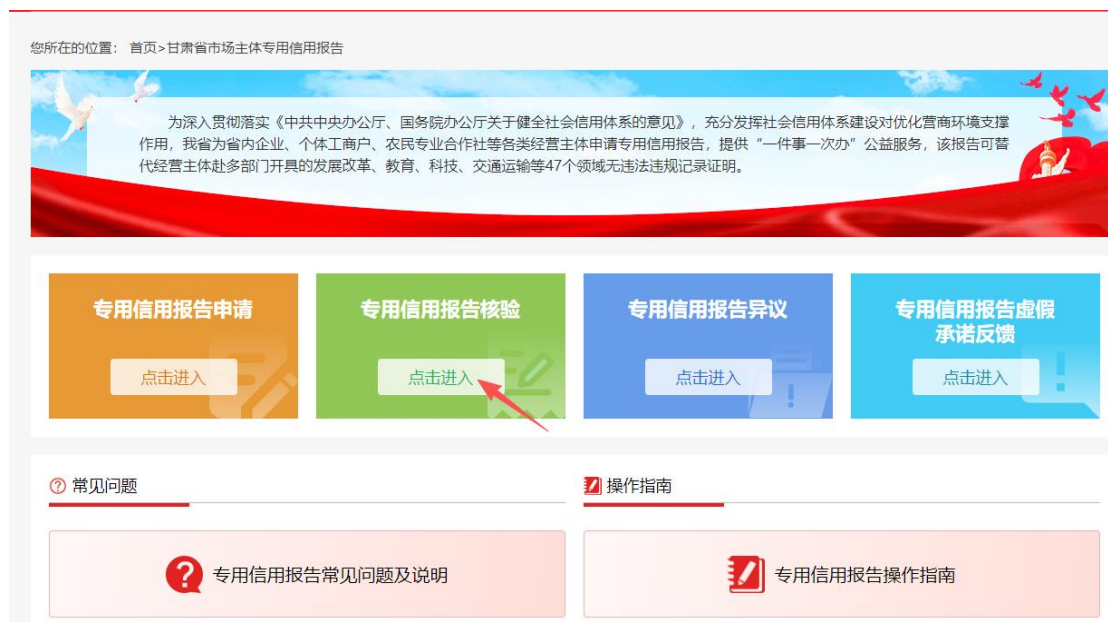 您所在的位置： 首页>甘肃省市场主体专用信用报告
为深入贯彻落实《中共中央办公厅、国务院办公厅关于健全社会信用体系的意见》，充分发挥社会信用体系建设对优化营商环境支撑
作用，我省为省内企业、个体工商户、农民专业合作社等各类经营主体申请专用信用报告，提供“一件事一次办”公益服务，该报告可替
代经营主体赴多部门开具的发展改革、教育、科技、交通运输等47个领域无违法违规记录证明。
专用信用报告申请
点击进入
专用信用报告核验
点击进入
专用信用报告异议
点击进入
专用信用报告虚假
承诺反馈
点击进入
常见问题
专用信用报告常见问题及说明
操作指南
专用信用报告操作指南